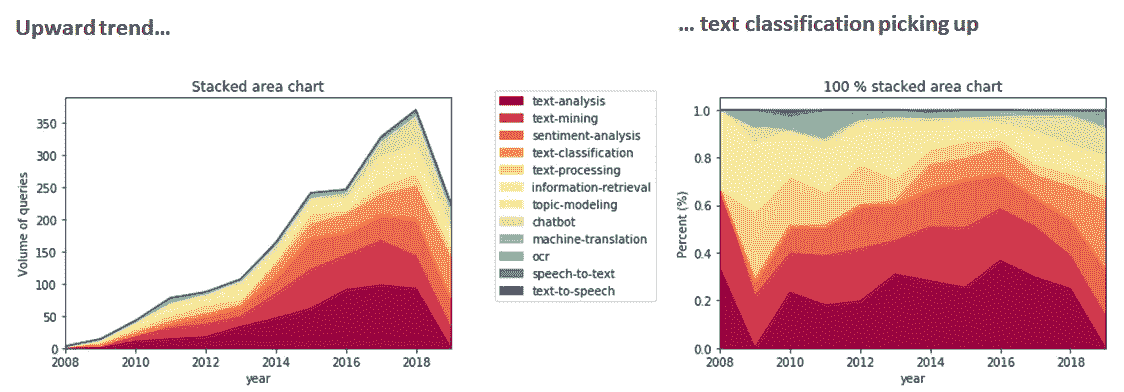 Upward trend...
... text classification picking up
Stacked area chart
Volume of queries
350
300
250
200
150
100
50
0
2008
2010
2012
2014
2016
2018
year
text-analysis
text-mining
sentiment-analysis
text-classification
text-processing
information-retrieval
topic-modeling
chatbot
machine-translation
ocr
speech-to-text
text-to-speech
100 % stacked area chart
Percent (%)
1.0
0.8
0.6
0.4
0.2
0.0
2008
2010
2012
2014
2016
2018
year